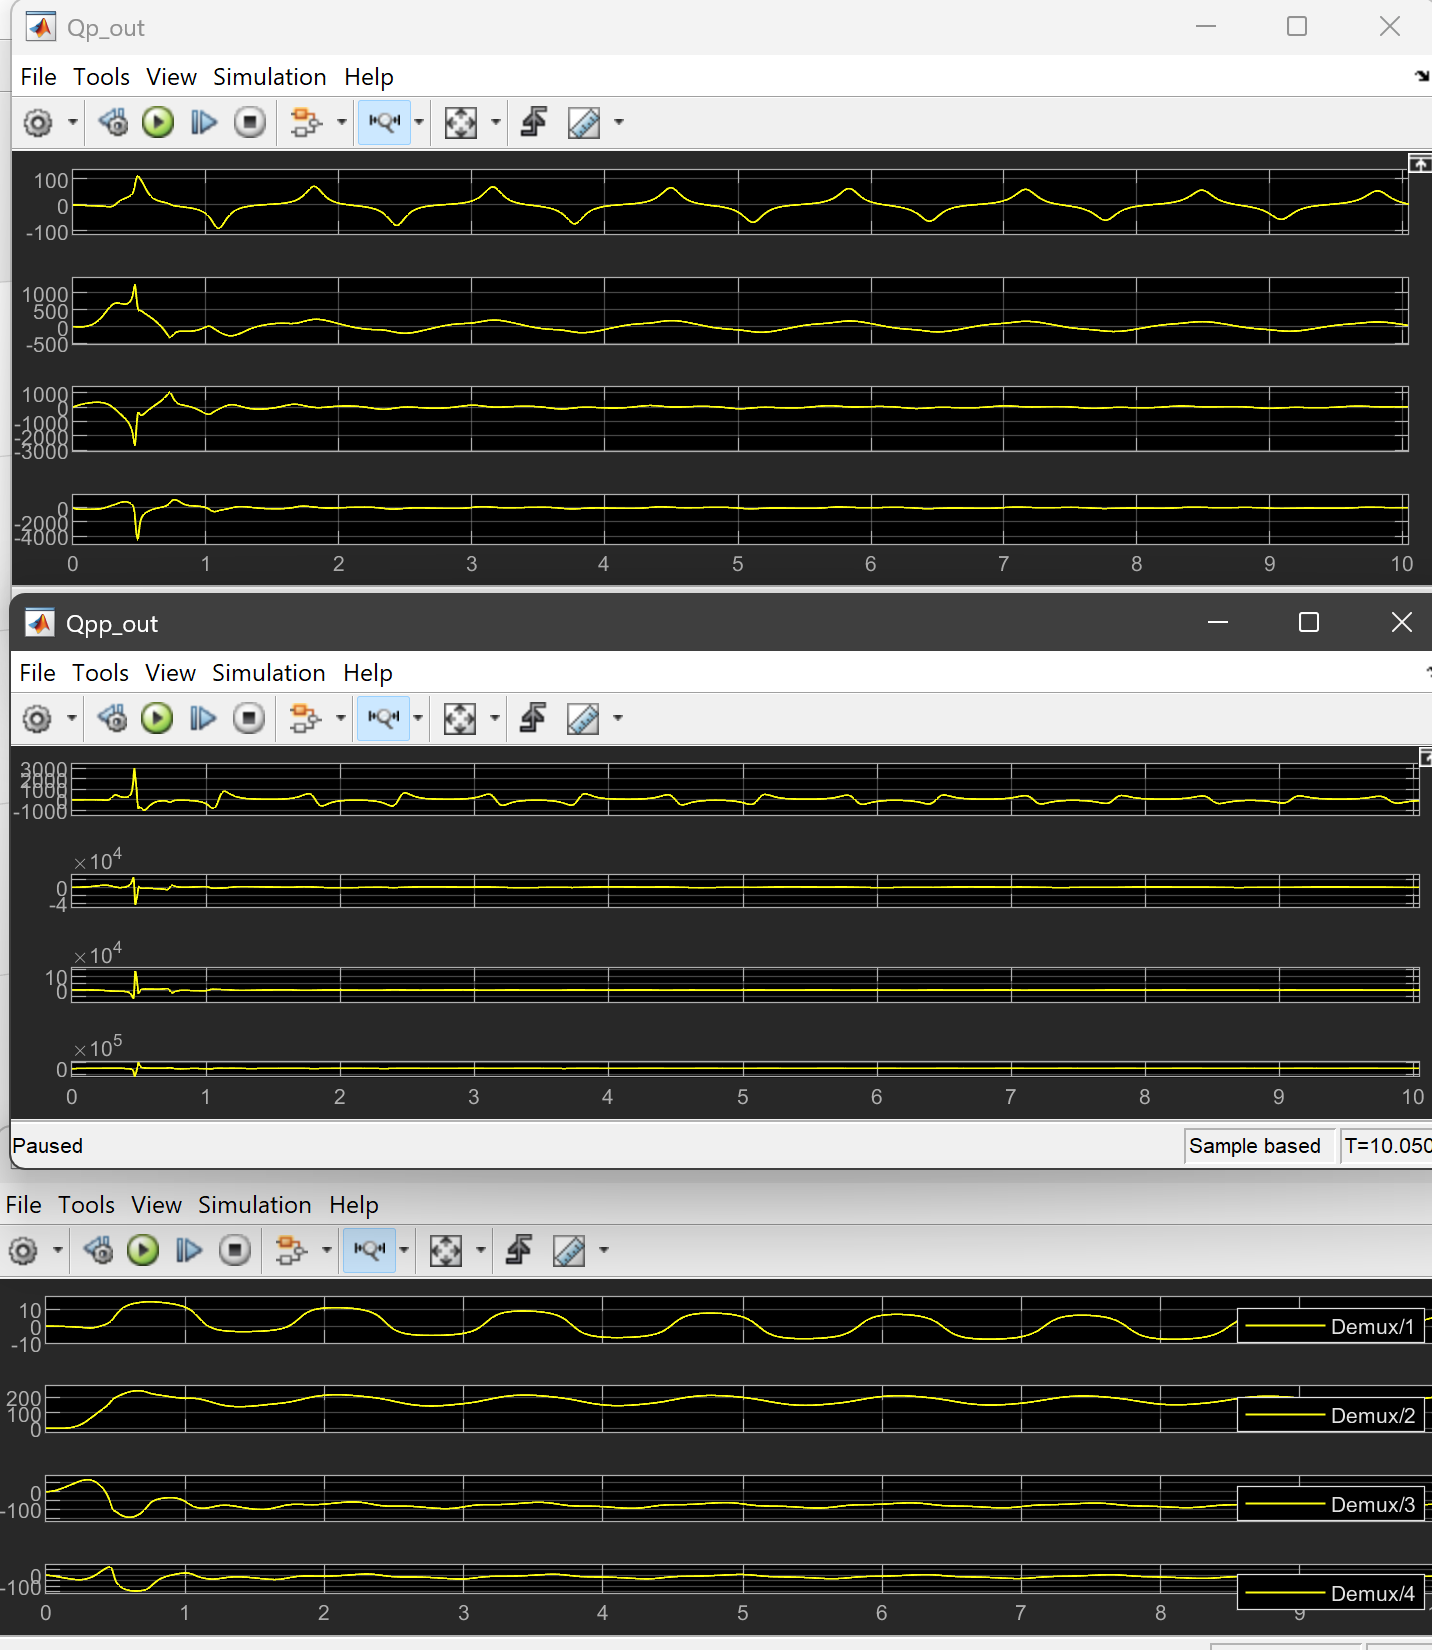 Qp_out
File Tools View Simulation Help
100
0
-100
1000
500
0
-500
1000
0
-1000
-2000
-3000
0
-2000
-4000
0 1 2 3 4 5 6 7 8 9 10
Qpp_out
File Tools View Simulation Help
3000
2000
1000
0
-1000
×10^4
0
-4
×10^4
10
0
×10^5
0
0 1 2 3 4 5 6 7 8 9 10
Paused Sample based T=10.050
File Tools View Simulation Help
10
0
-10
Demux/1
200
100
0
Demux/2
0
-100
Demux/3
0
-100
Demux/4
0 1 2 3 4 5 6 7 8 9